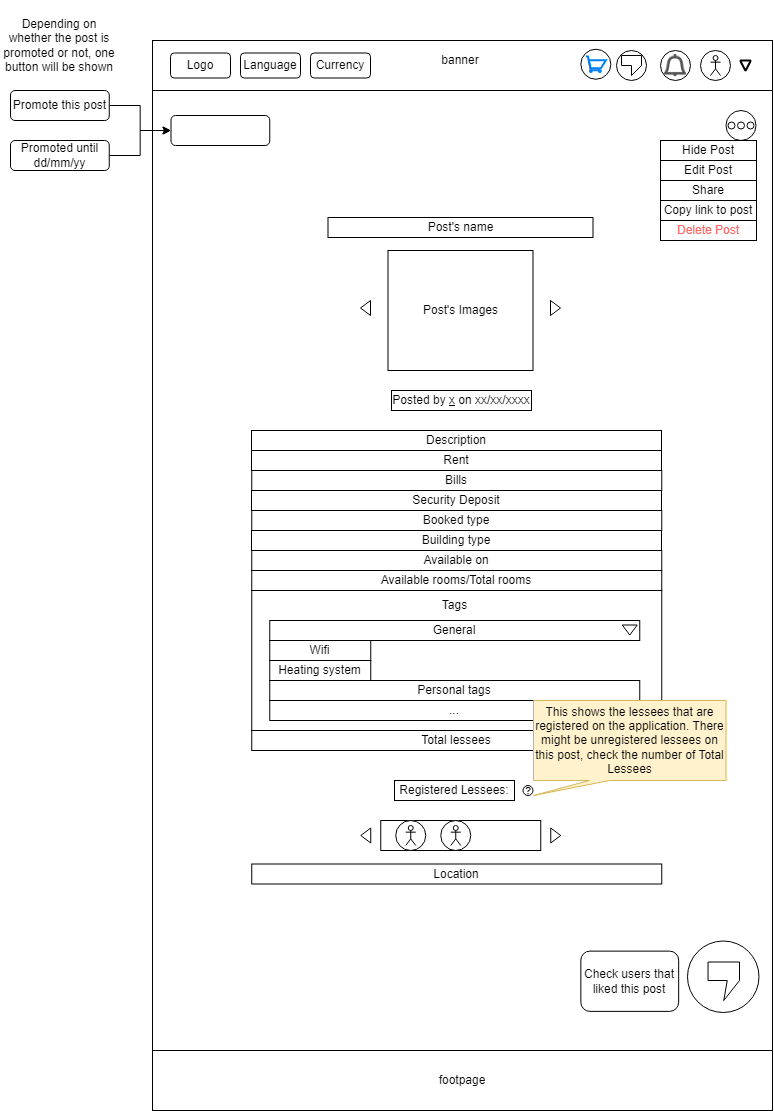 Depending on
whether the post is
promoted or not, one
button will be shown
Logo
Language
Currency
banner
Promote this post
Promoted until
dd/mm/yy
Hide Post
Edit Post
Share
Copy link to post
Delete Post
Post's name
Post's Images
Posted by x on xx/xx/xxxx
Description
Rent
Bills
Security Deposit
Booked type
Building type
Available on
Available rooms/Total rooms
Tags
General
Wifi
Heating system
Personal tags
...
This shows the lessees that are
registered on the application. There
might be unregistered lessees on
this post, check the number of Total
Lessees
Total lessees
Registered Lessees:
?
Location
Check users that
liked this post
footpage